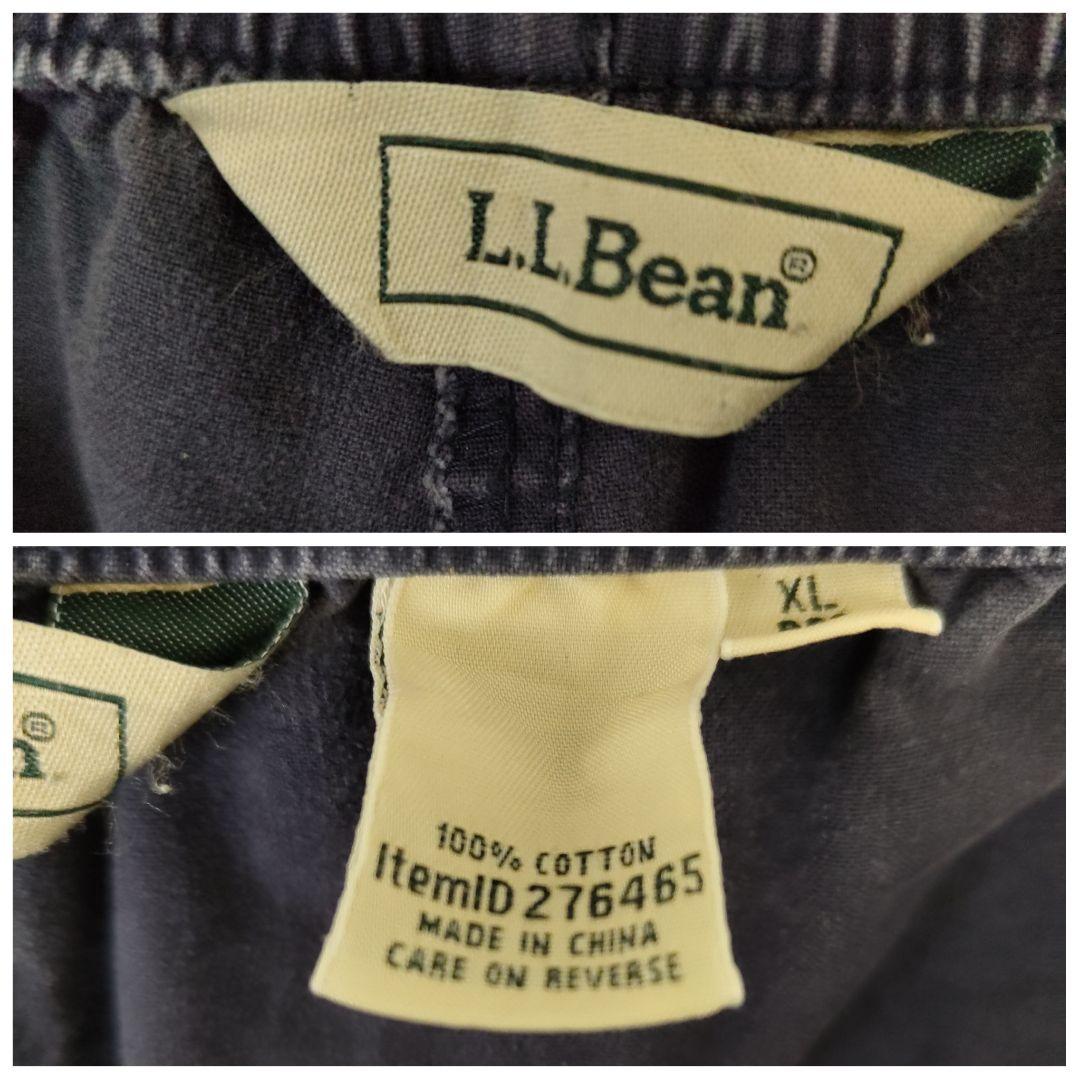 L.L.Bean®
n®
XL
100% COTTON
ItemID 276465
MADE IN CHINA
CARE ON REVERSE